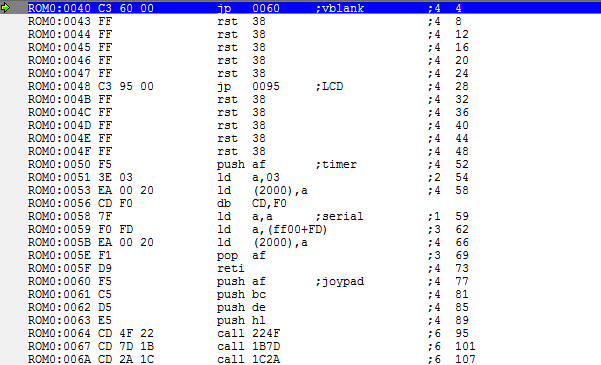 ROM0:0040 C3 60 00 jp 0060 ;vblank ;4 4
ROM0:0043 FF rst 38 ;4 8
ROM0:0044 FF rst 38 ;4 12
ROM0:0045 FF rst 38 ;4 16
ROM0:0046 FF rst 38 ;4 20
ROM0:0047 FF rst 38 ;4 24
ROM0:0048 C3 95 00 jp 0095 ;LCD ;4 28
ROM0:004B FF rst 38 ;4 32
ROM0:004C FF rst 38 ;4 36
ROM0:004D FF rst 38 ;4 40
ROM0:004E FF rst 38 ;4 44
ROM0:004F FF rst 38 ;4 48
ROM0:0050 F5 push af ;timer ;4 52
ROM0:0051 3E 03 ld a,03 ;2 54
ROM0:0053 EA 00 20 ld (2000),a ;4 58
ROM0:0056 CD F0 db CD,F0
ROM0:0058 7F ld a,a ;serial ;1 59
ROM0:0059 F0 FD ld a,(ff00+FD) ;3 62
ROM0:005B EA 00 20 ld (2000),a ;4 66
ROM0:005E F1 pop af ;3 69
ROM0:005F D9 reti ;4 73
ROM0:0060 F5 push af ;joypad ;4 77
ROM0:0061 C5 push bc ;4 81
ROM0:0062 D5 push de ;4 85
ROM0:0063 E5 push hl ;4 89
ROM0:0064 CD 4F 22 call 224F ;6 95
ROM0:0067 CD 7D 1B call 1B7D ;6 101
ROM0:006A CD 2A 1C call 1C2A ;6 107